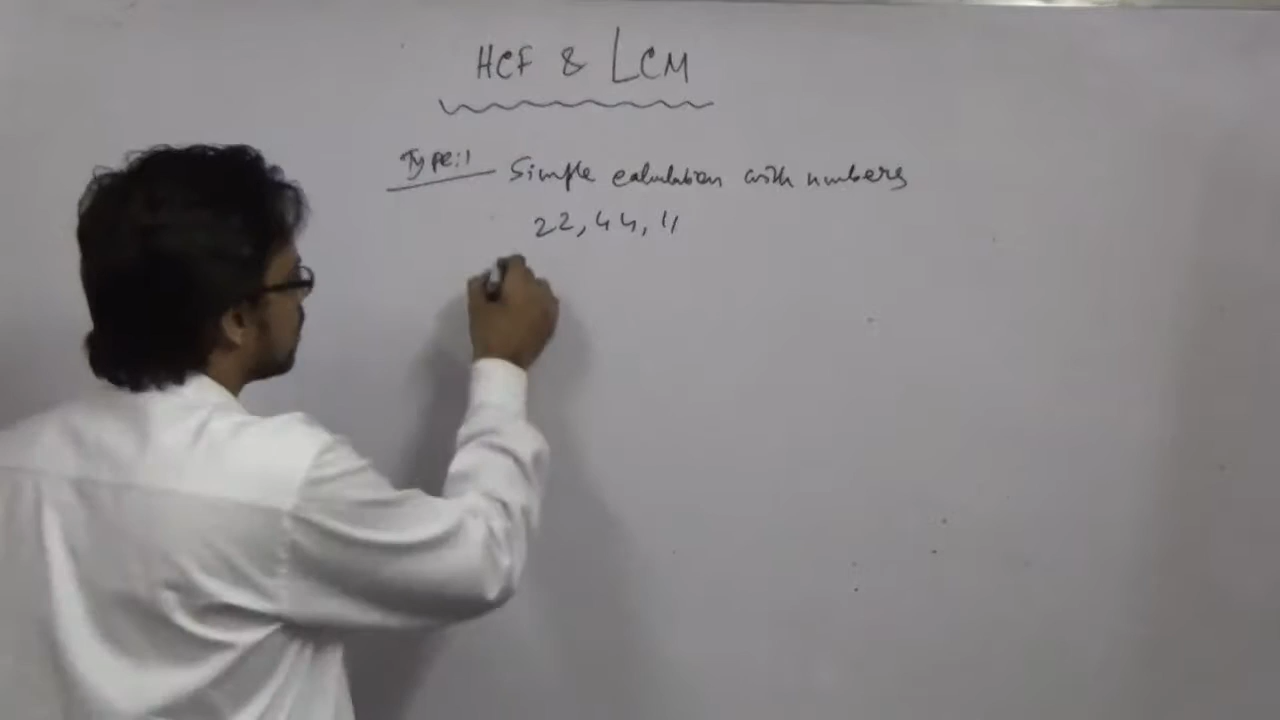 HCF & LCM
Type:1 Simple calculation with numbers
22, 44, 11